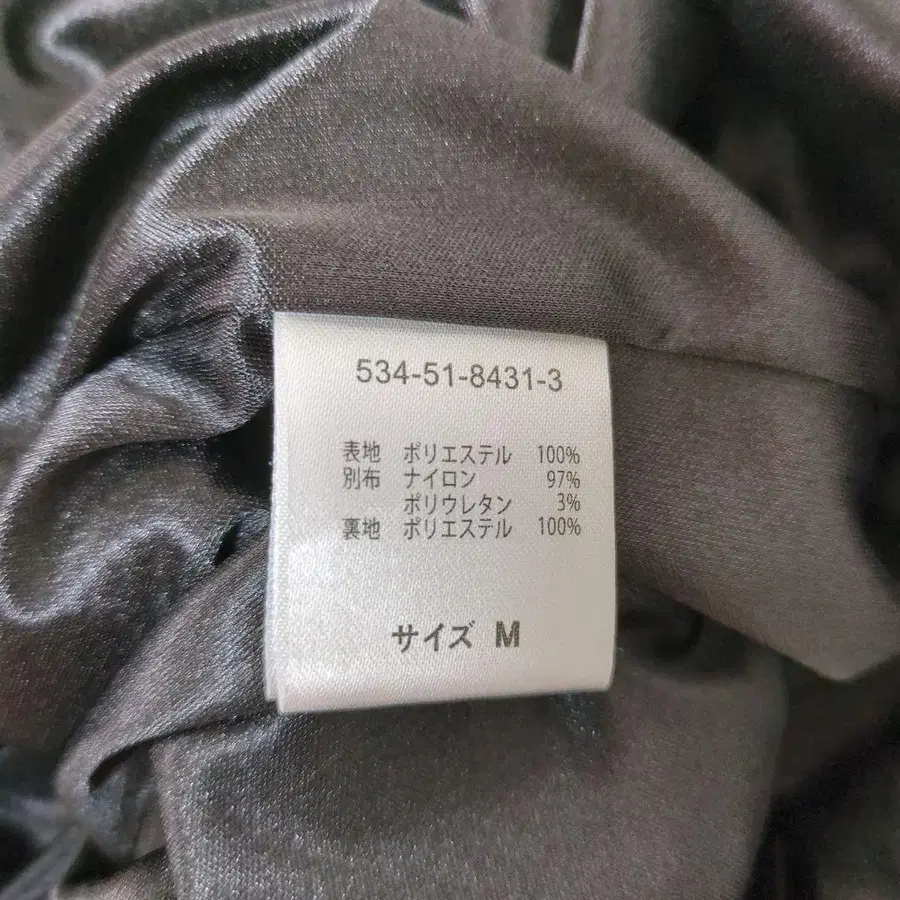 534-51-8431-3
表地 ポリエステル 100%
別布 ナイロン 97%
ポリウレタン 3%
裏地 ポリエステル 100%
サイズ M